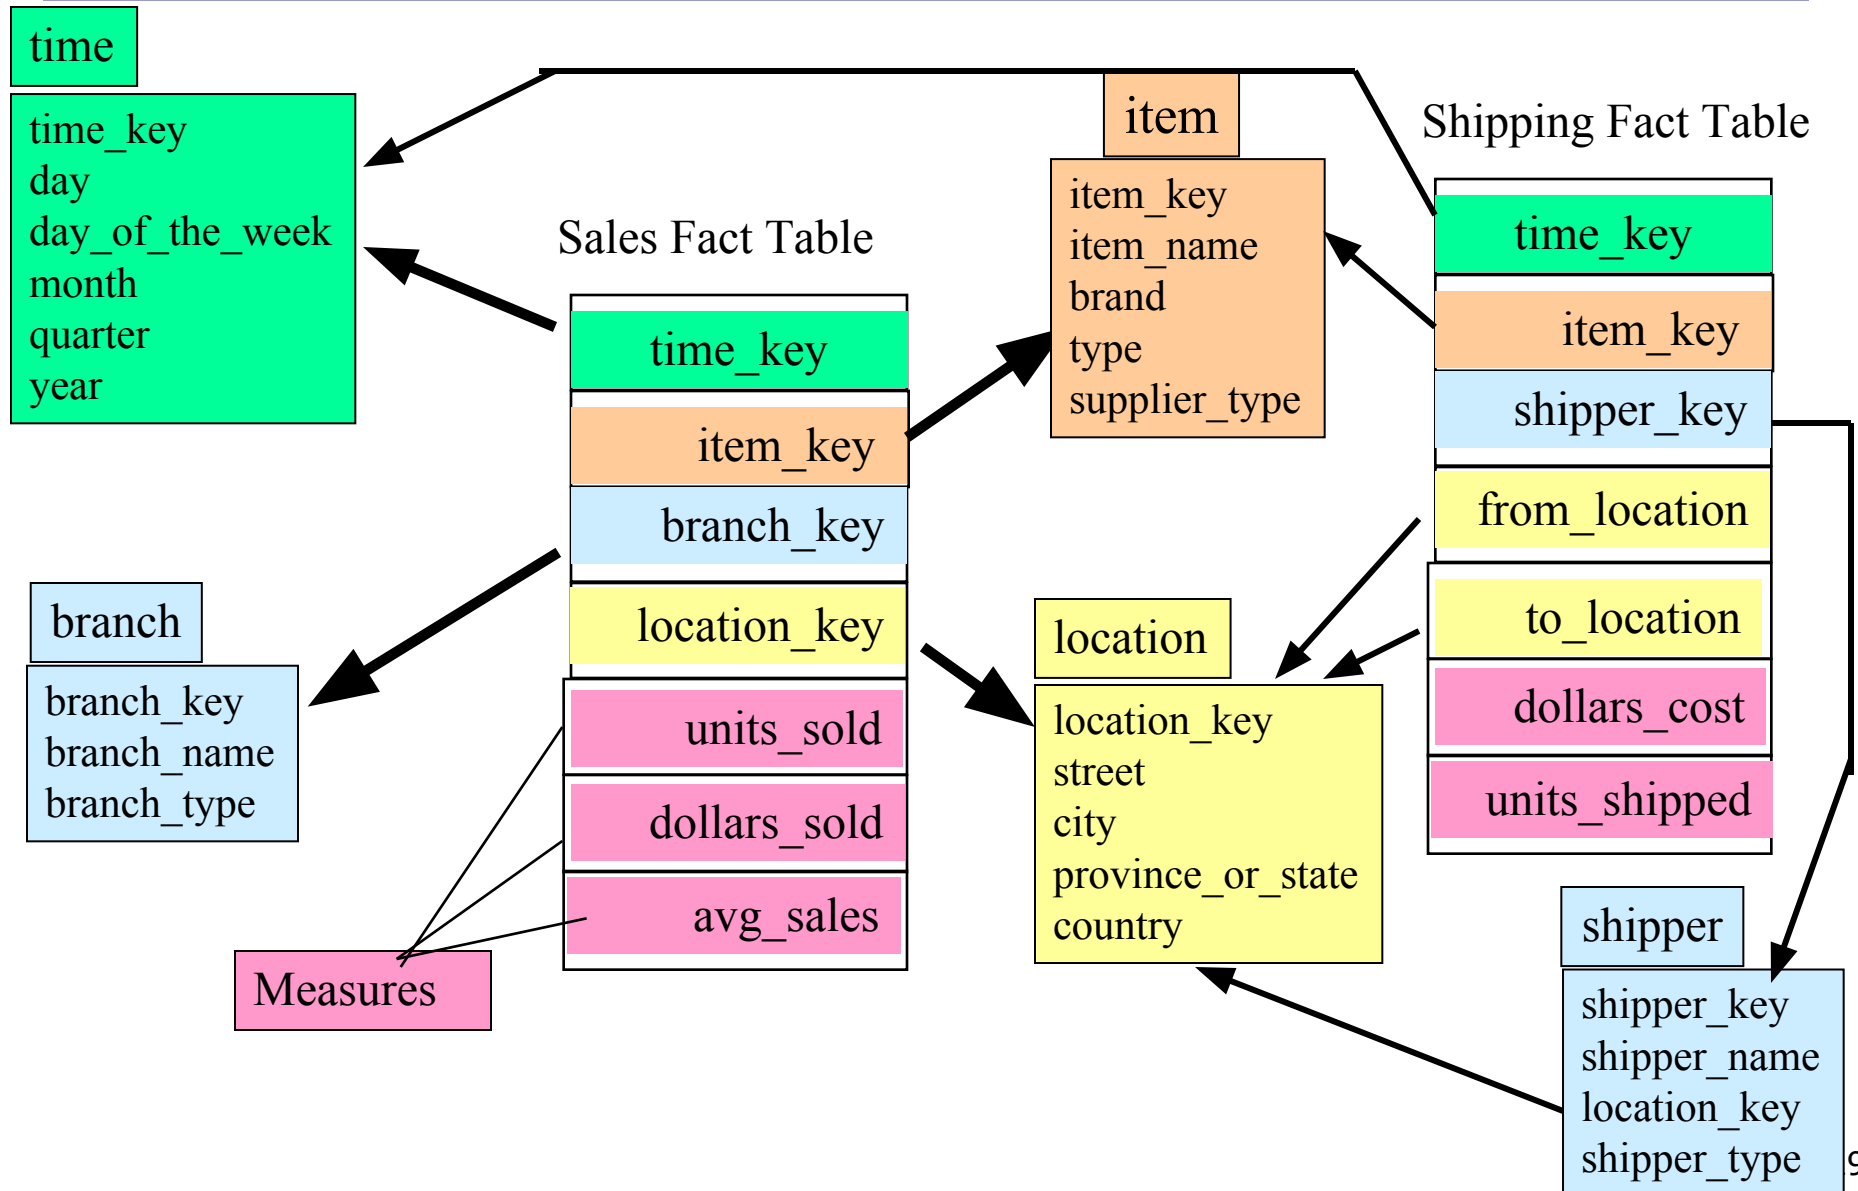 time
time_key
day
day_of_the_week
month
quarter
year
Sales Fact Table
time_key
item_key
branch_key
location_key
units_sold
dollars_sold
avg_sales
Measures
branch
branch_key
branch_name
branch_type
item
item_key
item_name
brand
type
supplier_type
location
location_key
street
city
province_or_state
country
Shipping Fact Table
time_key
item_key
shipper_key
from_location
to_location
dollars_cost
units_shipped
shipper
shipper_key
shipper_name
location_key
shipper_type